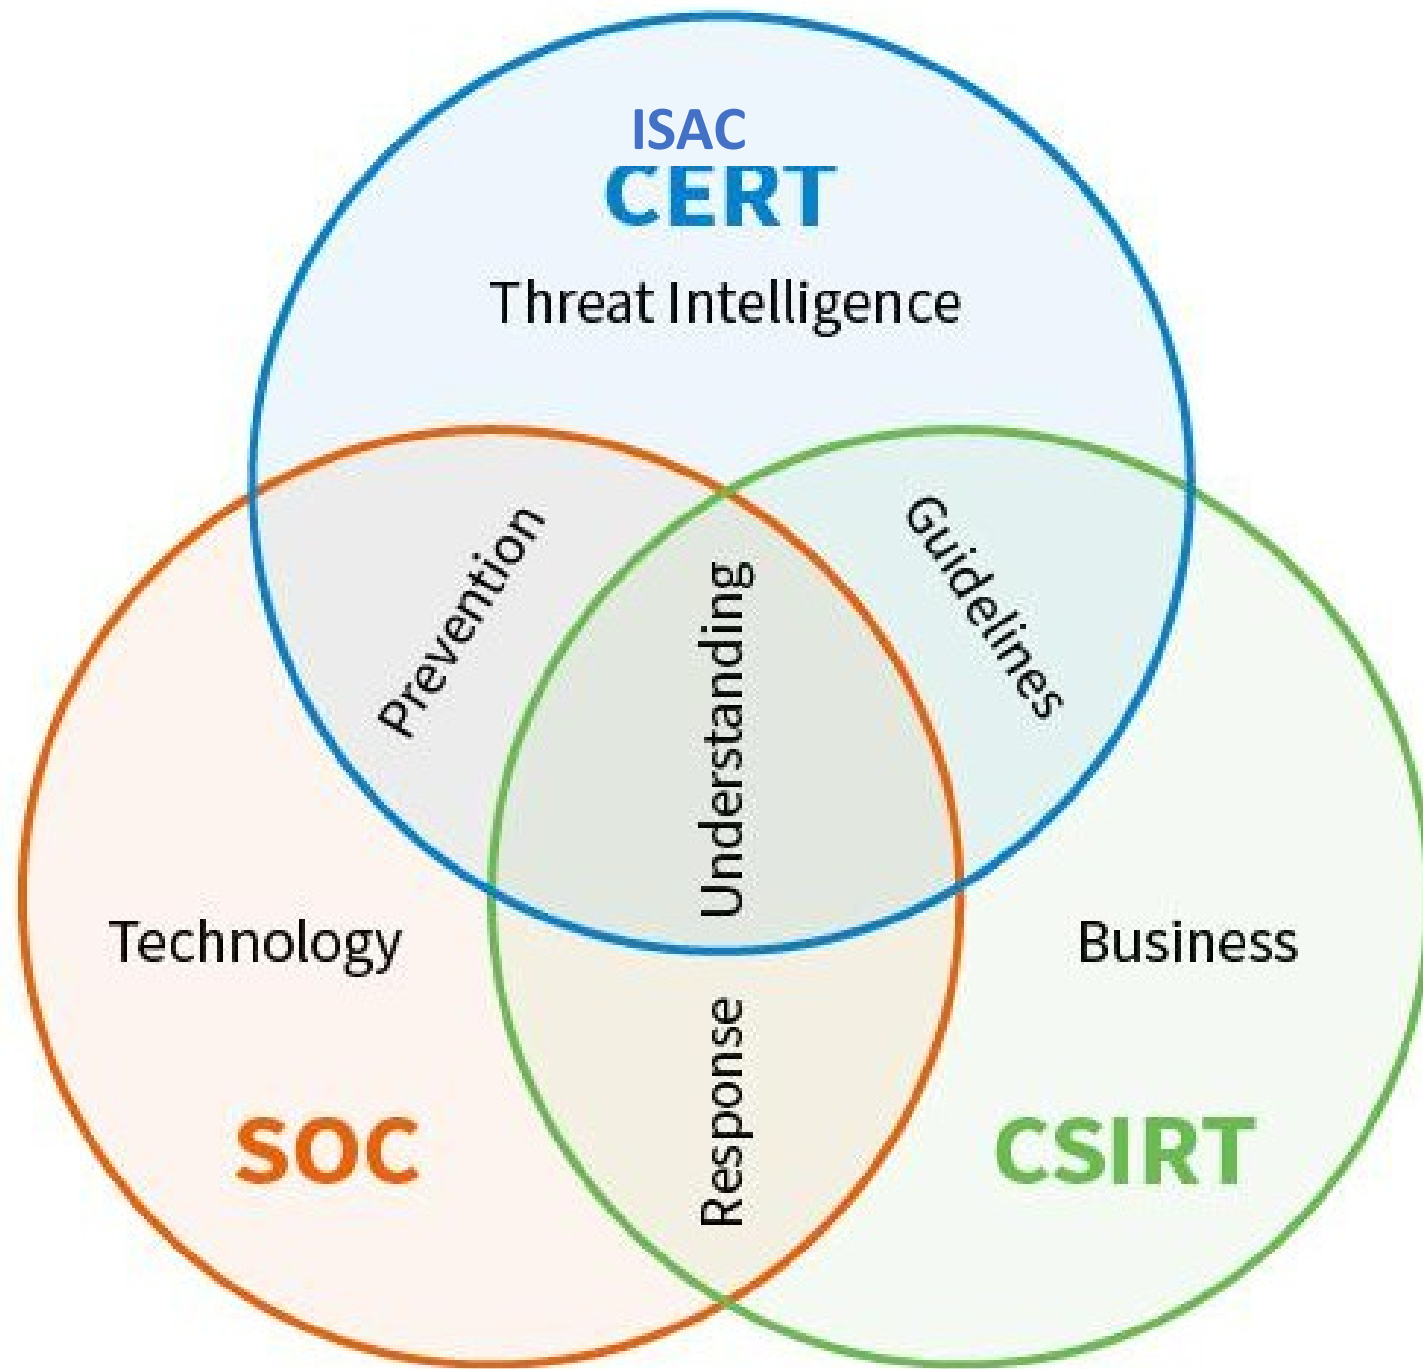 ISAC
CERT
Threat Intelligence
Prevention
Understanding
Guidelines
Technology
Business
Response
SOC
CSIRT